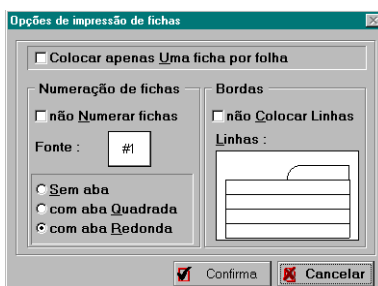 Opções de impressão de fichas
Colocar apenas Uma ficha por folha
Numeração de fichas
não Numerar fichas
Fonte :
#1
Sem aba
com aba Quadrada
com aba Redonda
Bordas
não Colocar Linhas
Linhas :
Confirma
Cancelar